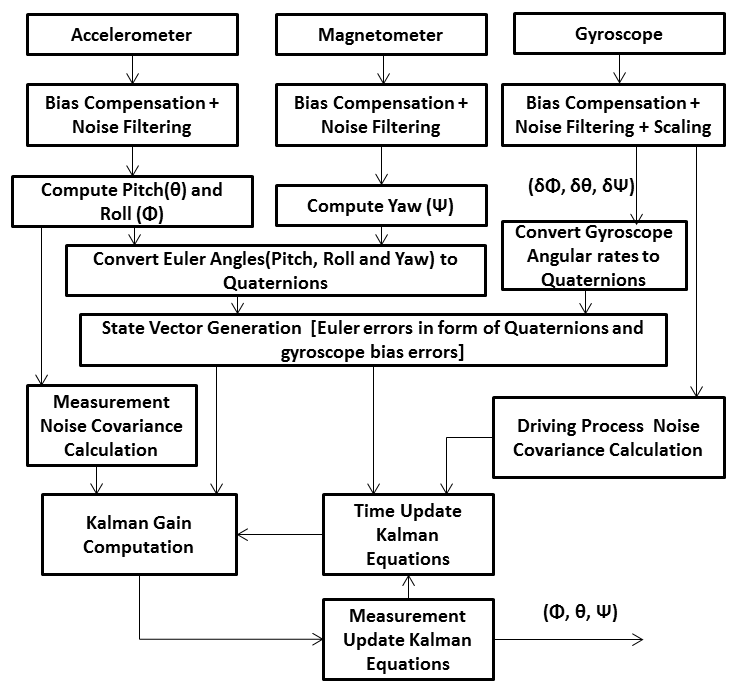 Accelerometer
Magnetometer
Gyroscope
Bias Compensation +
Noise Filtering
Bias Compensation +
Noise Filtering
Bias Compensation +
Noise Filtering + Scaling
Compute Pitch(θ) and
Roll (Φ)
Compute Yaw (Ψ)
(δΦ, δθ, δΨ)
Convert Gyroscope
Angular rates to
Quaternions
Convert Euler Angles(Pitch, Roll and Yaw) to
Quaternions
State Vector Generation [Euler errors in form of Quaternions and
gyroscope bias errors]
Measurement
Noise Covariance
Calculation
Driving Process Noise
Covariance Calculation
Kalman Gain
Computation
Time Update
Kalman
Equations
Measurement
Update Kalman
Equations
(Φ, θ, Ψ)